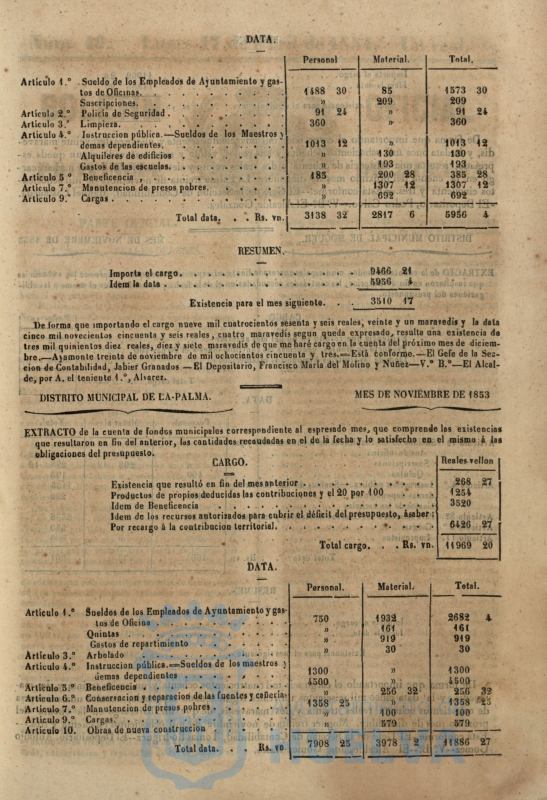 DATA.
Personal Material. Total.
Artículo 1.º Sueldo de los Empleados de Ayuntamiento y gas-
tos de Oficinas. 1488 30 85 1573 30
Suscripciones. » 209 209
Artículo 2.º Policia de Seguridad. 91 24 » 91 24
Artículo 3.º Limpieza. 360 » 360
Artículo 4.º Instruccion pública.—Sueldos de los Maestros y
demas dependientes. 1013 12 » 1013 12
Alquileres de edificios » 130 130
Gastos de las escuelas. » 193 193
Artículo 5º Beneficencia 185 200 28 385 28
Artículo 7.º Manutencion de presos pobres. » 1307 12 1307 12
Artículo 9.º Cargas » 692 692
Total data. Rs. vn. 3138 32 2817 6 5956 4
RESUMEN.
Importa el cargo. 9466 21
Idem la data 5956 4
Existencia para el mes siguiente. 3510 17
De forma que importando el cargo nueve mil cuatrocientos sesenta y seis reales, veinte y un maravedis y la data
cinco mil novecientos cincuenta y seis reales, cuatro maravedis segun queda expresado, resulta una existencia de
tres mil quinientos diez reales, diez y siete maravedis de que me haré cargo en la cuenta del próximo mes de diciem-
bre.—Ayamonte treinta de noviembre de mil ochocientos cincuenta y tres.—Está conforme.—El Gefe de la Sec-
cion de Contabilidad, Jabier Granados—El Depositario, Francisco María del Molino y Nuñez—V.º B.º—El Alcal-
de, por A, el teniente 1.º, Alvarez.
DISTRITO MUNICIPAL DE LA-PALMA. MES DE NOVIEMBRE DE 1853
EXTRACTO de la cuenta de fondos municipales correspondiente al espresado mes, que comprende las existencias
que resultaron en fin del anterior, las cantidades recaudadas en el de la fecha y lo satisfecho en el mismo á las
obligaciones del presupuesto.
CARGO. Reales vellon
Existencia que resultó en fin del mes anterior 268 27
Productos de propios deducidas las contribuciones y el 20 por 100 1254
Idem de Beneficencia 3520
Idem de los recursos autorizados para cubrir el déficit del presupuesto, ásaber:
Por recargo á la contribucion territorial. 6426 27
Total cargo. Rs. vn. 11969 20
DATA.
Personal. Material. Total.
Artículo 1.º Sueldos de los Empleados de Ayuntamiento y gas-
tos de Oficina 750 1932 2682 4
Quintas » 161 161
Gastos de repartimiento » 919 919
Artículo 3.º Arbolado » 30 30
Artículo 4.º Instruccion pública.—Sueldos de los maestros y
demas dependientes 1300 » 1300
Artículo 5.º Beneficencia 4500 » 4500
Artículo 6.º Conservacion y reparacion de las fuentes y cañería » 256 32 256 32
Artículo 7.º Manutencion de presos pobres 1358 25 » 1358 25
Artículo 9.º Cargas » 100 100
Artículo 10. Obras de nueva construccion » 579 579
Total data. Rs. vn 7908 25 3978 2 11886 27
HUELVA